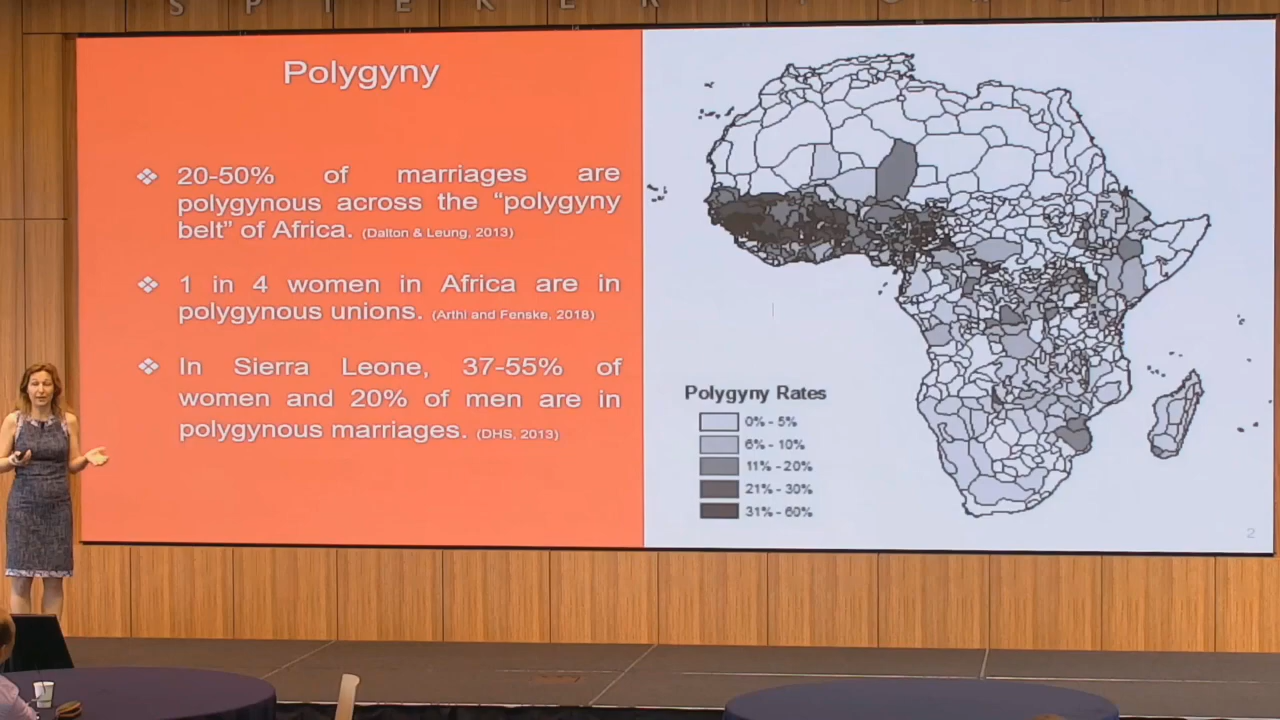 SPIEKER FORUM
Polygyny
20-50% of marriages are
polygynous across the “polygyny
belt” of Africa. (Dalton & Leung, 2013)
1 in 4 women in Africa are in
polygynous unions. (Arthi and Fenske, 2018)
In Sierra Leone, 37-55% of
women and 20% of men are in
polygynous marriages. (DHS, 2013)
Polygyny Rates
0% - 5%
6% - 10%
11% - 20%
21% - 30%
31% - 60%
2